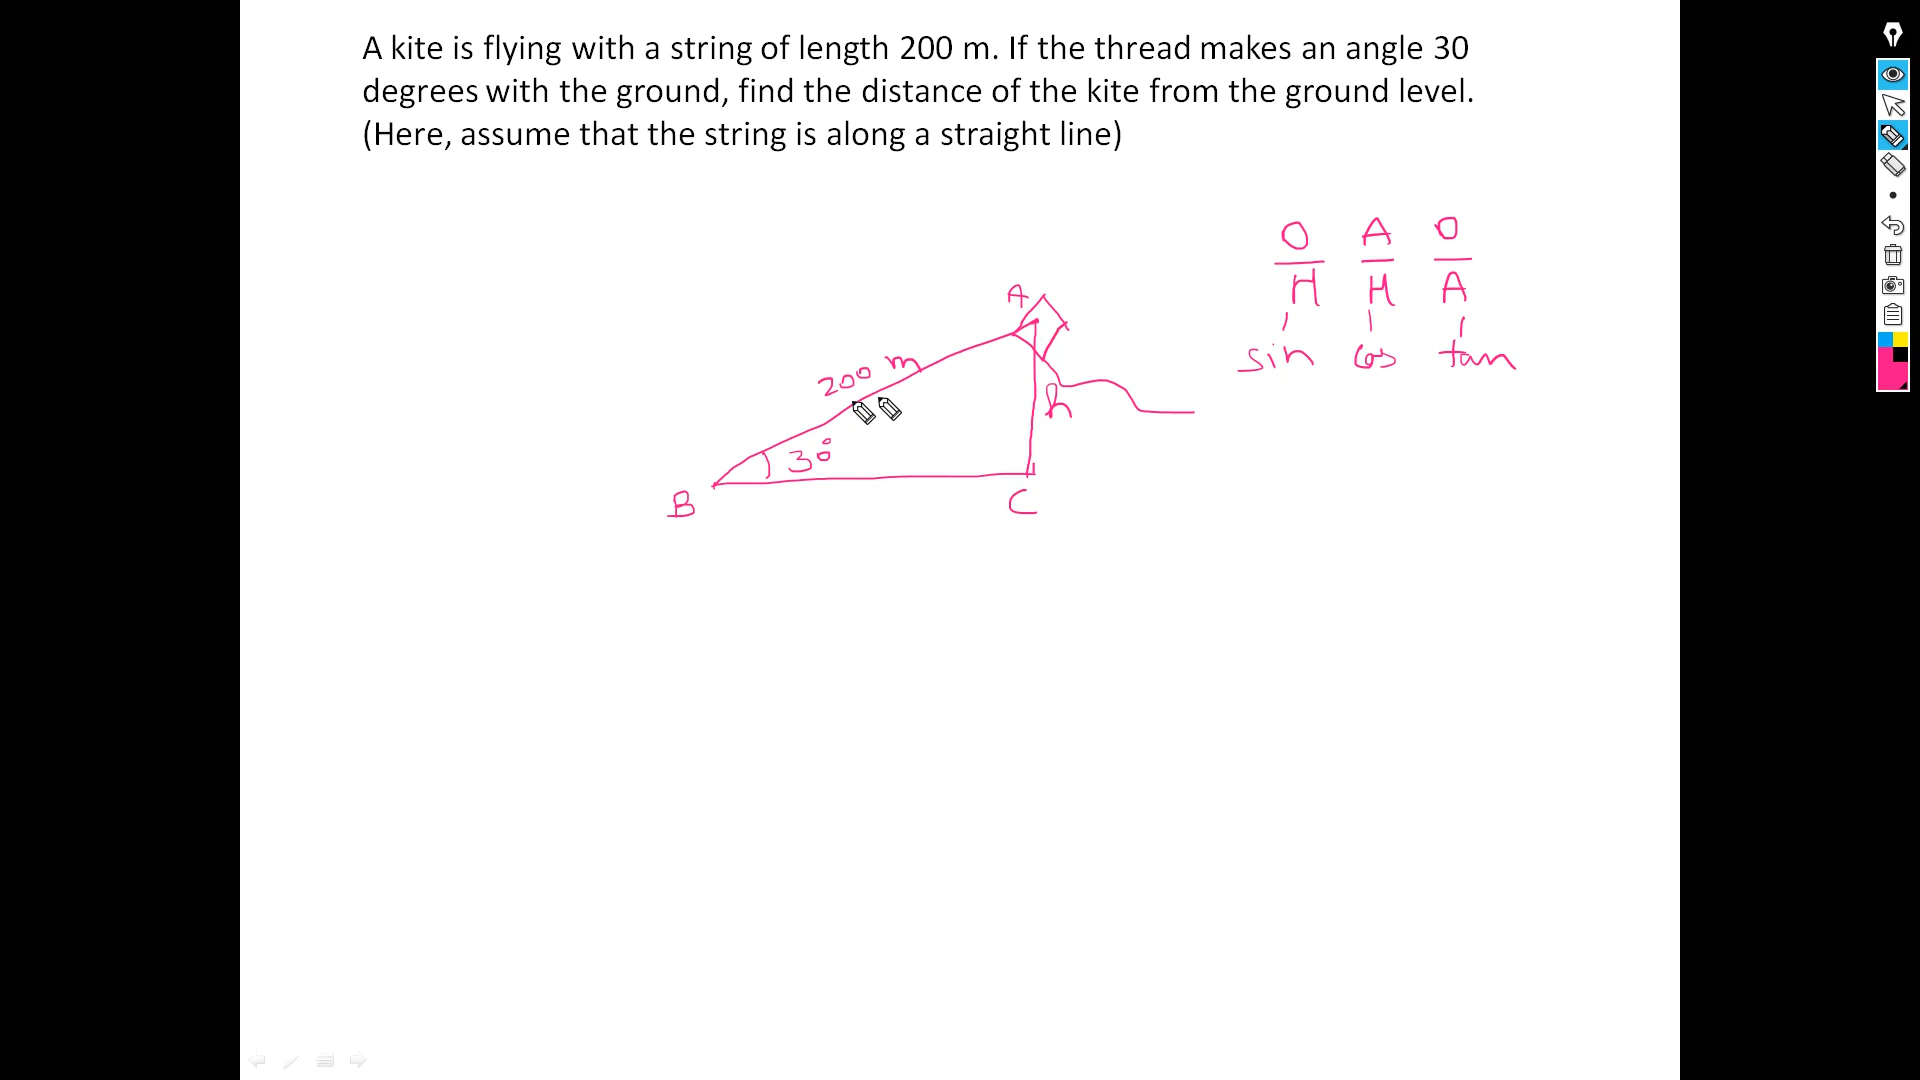 A kite is flying with a string of length 200 m. If the thread makes an angle 30
degrees with the ground, find the distance of the kite from the ground level.
(Here, assume that the string is along a straight line)
O A O
H H A
sin cos tan
A
200 m
h
30°
B
C